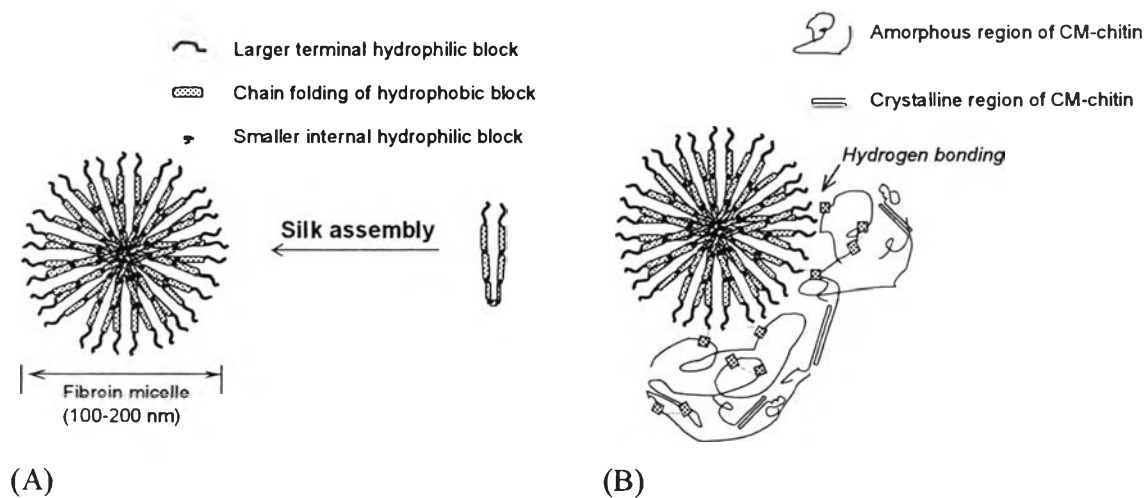 Larger terminal hydrophilic block
Chain folding of hydrophobic block
Smaller internal hydrophilic block
Silk assembly
Fibroin micelle
(100-200 nm)
(A)
Amorphous region of CM-chitin
Crystalline region of CM-chitin
Hydrogen bonding
(B)